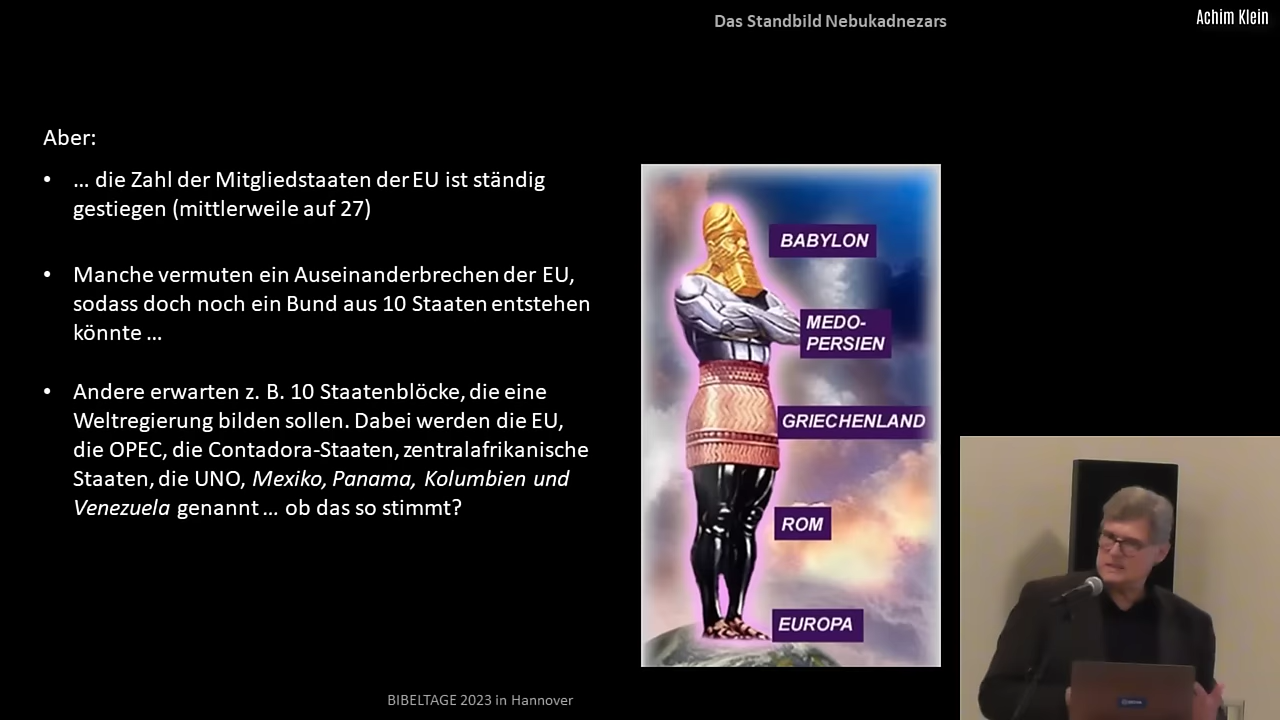 Das Standbild Nebukadnezars
Achim Klein
Aber:
• … die Zahl der Mitgliedstaaten der EU ist ständig
gestiegen (mittlerweile auf 27)
• Manche vermuten ein Auseinanderbrechen der EU,
sodass doch noch ein Bund aus 10 Staaten entstehen
könnte …
• Andere erwarten z. B. 10 Staatenblöcke, die eine
Weltregierung bilden sollen. Dabei werden die EU,
die OPEC, die Contadora-Staaten, zentralafrikanische
Staaten, die UNO, Mexiko, Panama, Kolumbien und
Venezuela genannt … ob das so stimmt?
BABYLON
MEDO-
PERSIEN
GRIECHENLAND
ROM
EUROPA
BIBELTAGE 2023 in Hannover